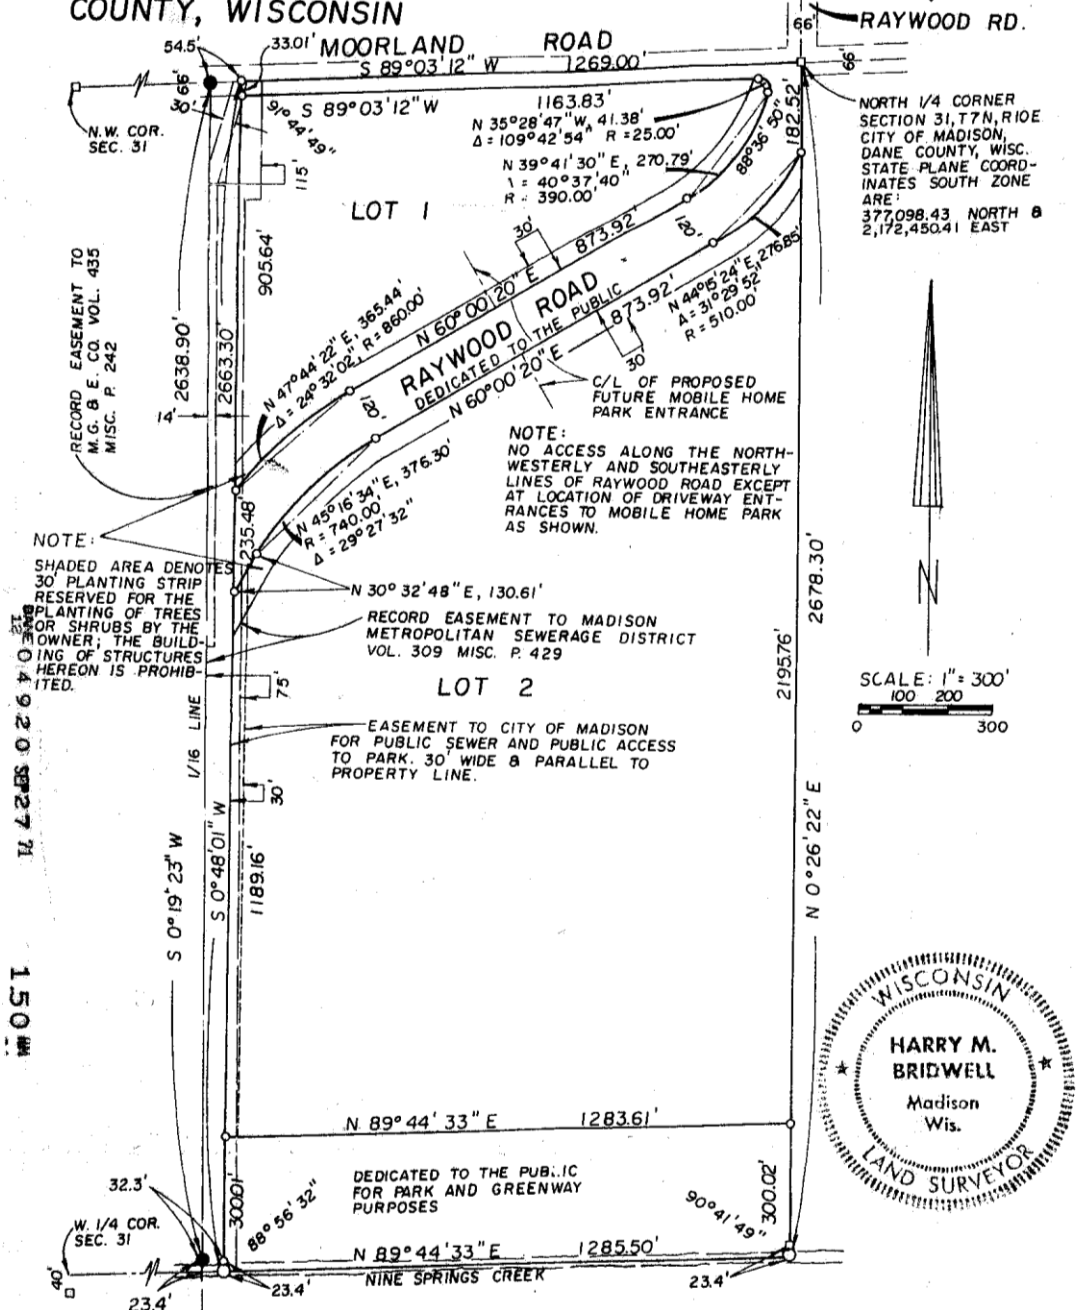 COUNTY, WISCONSIN
66'
RAYWOOD RD.
54.5'
33.01'
MOORLAND ROAD
S 89°03'12" W 1269.00'
66'
66'
30'
S 89°03'12" W 1163.83'
91°44'49"
N.W. COR.
SEC. 31
N 35°28'47" W, 41.38'
Δ = 109°42'54" R = 25.00'
88°36'50"
182.52'
NORTH 1/4 CORNER
SECTION 31, T7N, R10E
CITY OF MADISON,
DANE COUNTY, WISC.
STATE PLANE COORD-
INATES SOUTH ZONE
ARE:
377,098.43 NORTH &
2,172,450.41 EAST
N 39°41'30" E, 270.79'
= 40°37'40"
R = 390.00'
115'
LOT 1
30'
873.92'
120'
905.64'
RECORD EASEMENT TO
M. G. & E. CO. VOL. 435
MISC. P. 242
2638.90'
2663.30'
14'
N 47°44'22" E, 365.44'
Δ = 24°32'02", R = 860.00'
N 60°00'20" E
RAYWOOD ROAD
DEDICATED TO THE PUBLIC
N 60°00'20" E
873.92'
30'
N 44°15'24" E, 276.85'
Δ = 31°29'52"
R = 510.00'
120'
C/L OF PROPOSED
FUTURE MOBILE HOME
PARK ENTRANCE
NOTE:
NO ACCESS ALONG THE NORTH-
WESTERLY AND SOUTHEASTERLY
LINES OF RAYWOOD ROAD EXCEPT
AT LOCATION OF DRIVEWAY ENT-
RANCES TO MOBILE HOME PARK
AS SHOWN.
N 45°16'34" E, 376.30'
R = 740.00'
Δ = 29°27'32"
235.48'
NOTE:
SHADED AREA DENOTES
30' PLANTING STRIP
RESERVED FOR THE
PLANTING OF TREES
OR SHRUBS BY THE
OWNER; THE BUILD-
ING OF STRUCTURES
HEREON IS PROHIB-
ITED.
N 30°32'48" E, 130.61'
RECORD EASEMENT TO MADISON
METROPOLITAN SEWERAGE DISTRICT
VOL. 309 MISC. P. 429
2678.30'
2195.76'
N
SCALE: 1" = 300'
100 200
0 300
75'
LOT 2
1/16 LINE
EASEMENT TO CITY OF MADISON
FOR PUBLIC SEWER AND PUBLIC ACCESS
TO PARK. 30' WIDE & PARALLEL TO
PROPERTY LINE.
30'
S 0°19'23" W
S 0°48'01" W
1189.16'
N 0°26'22" E
1.50
WISCONSIN
HARRY M.
BRIDWELL
Madison
Wis.
LAND SURVEYOR
N 89°44'33" E 1283.61'
DEDICATED TO THE PUBLIC
FOR PARK AND GREENWAY
PURPOSES
32.3'
300.01'
88°56'32"
90°41'49"
300.02'
W. 1/4 COR.
SEC. 31
N 89°44'33" E 1285.50'
NINE SPRINGS CREEK
40'
23.4'
23.4'
23.4'